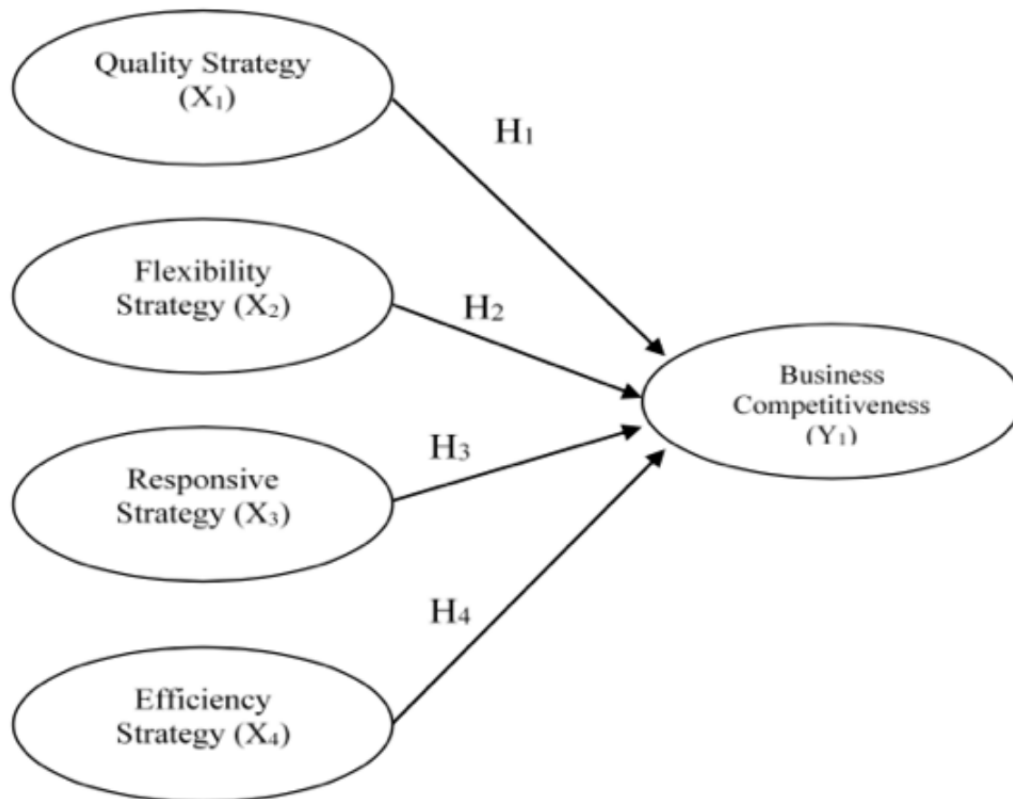 Quality Strategy
(X₁)
H₁
Flexibility
Strategy (X₂)
H₂
Business
Competitiveness
(Y₁)
Responsive
Strategy (X₃)
H₃
Efficiency
Strategy (X₄)
H₄